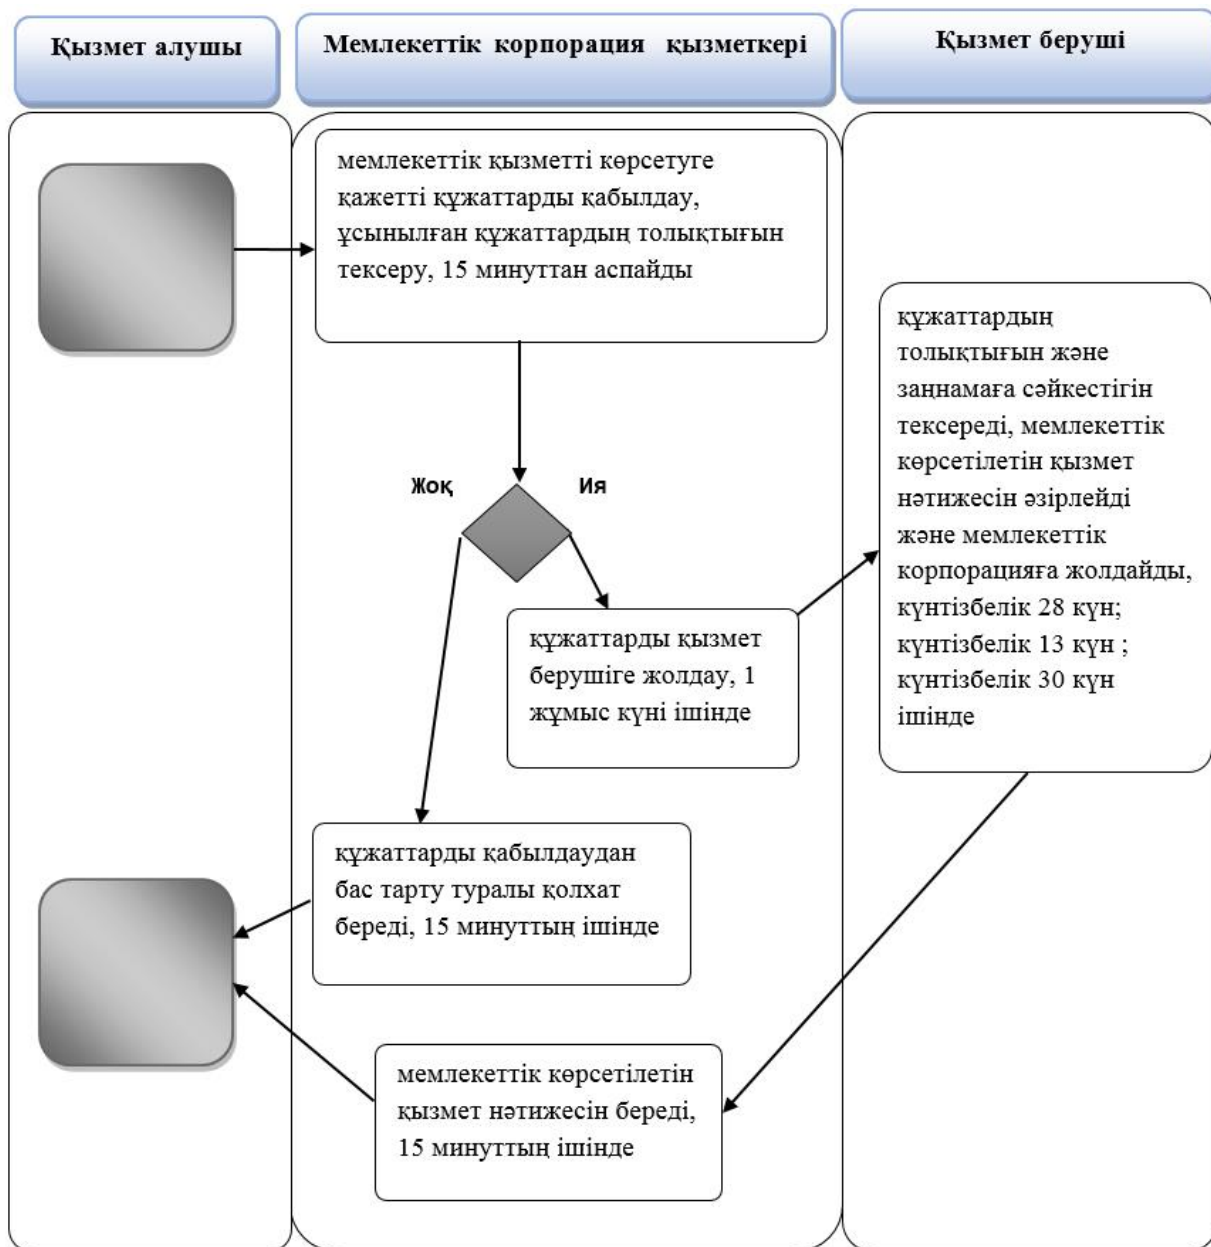 Қызмет алушы
Мемлекеттік корпорация қызметкері
Қызмет беруші
мемлекеттік қызметті көрсетуге
қажетті құжаттарды қабылдау,
ұсынылған құжаттардың толықтығын
тексеру, 15 минуттан аспайды
құжаттардың
толықтығын және
заңнамаға сәйкестігін
тексереді, мемлекеттік
көрсетілетін қызмет
нәтижесін әзірлейді
және мемлекеттік
корпорацияға жолдайды,
күнтізбелік 28 күн;
күнтізбелік 13 күн ;
күнтізбелік 30 күн
ішінде
Жоқ
Ия
құжаттарды қызмет
берушіге жолдау, 1
жұмыс күні ішінде
құжаттарды қабылдаудан
бас тарту туралы қолхат
береді, 15 минуттың ішінде
мемлекеттік көрсетілетін
қызмет нәтижесін береді,
15 минуттың ішінде